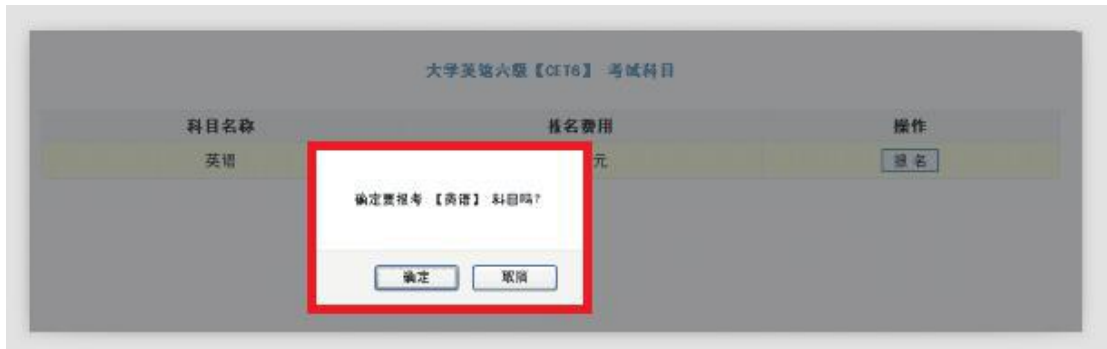 大学英语六级【CET6】 考试科目
科目名称 报名费用 操作
英语 元 报 名
确定要报考 【英语】 科目吗?
确定 取消